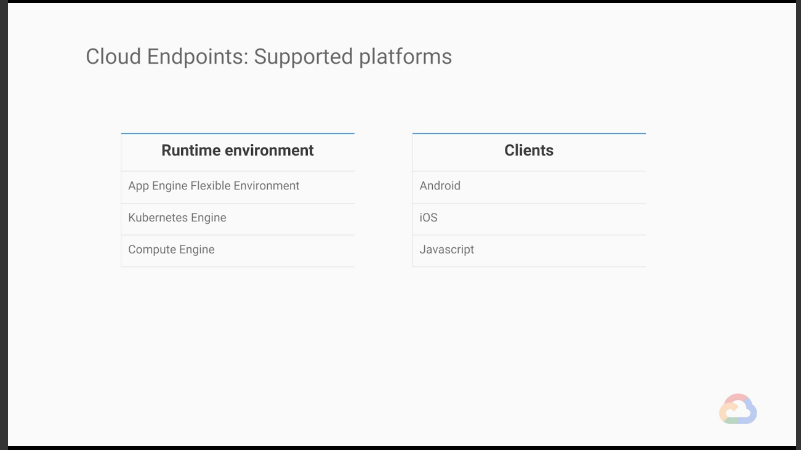 Cloud Endpoints: Supported platforms
Runtime environment
App Engine Flexible Environment
Kubernetes Engine
Compute Engine
Clients
Android
iOS
Javascript